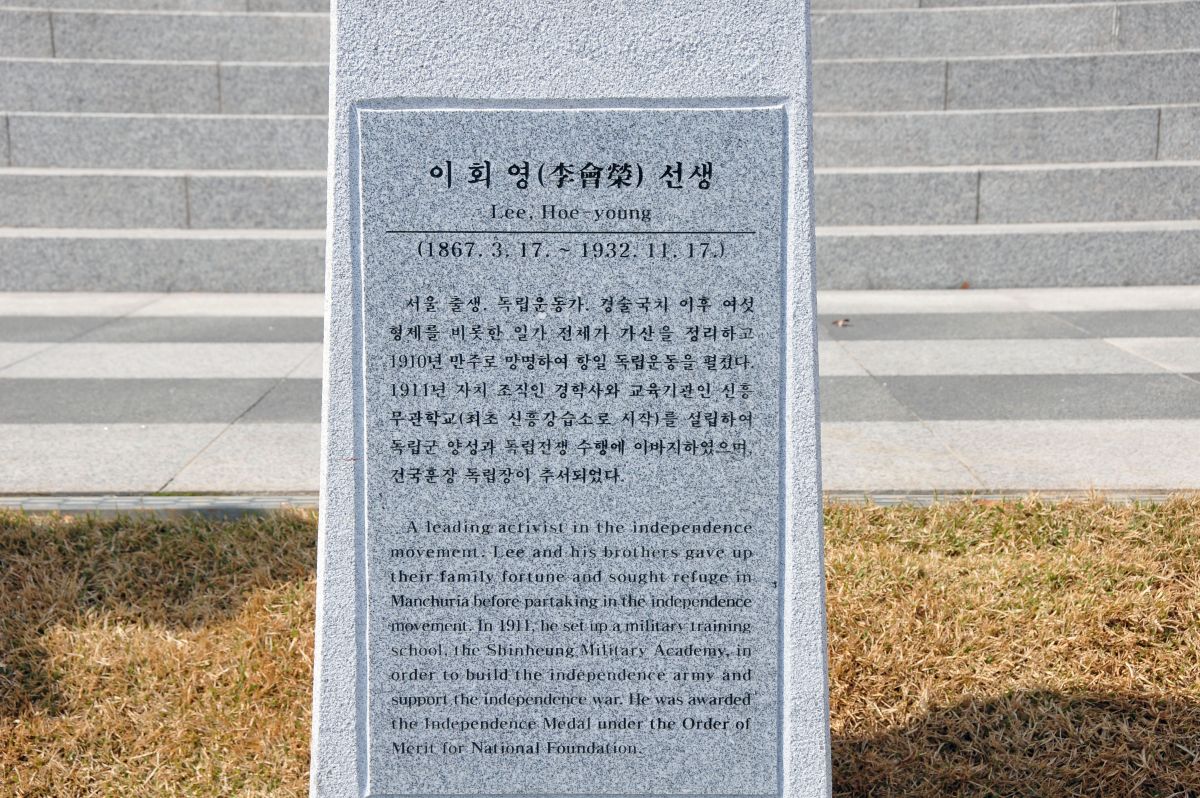 이 회 영(李會榮) 선생
Lee, Hoe-young
(1867. 3. 17. ~ 1932. 11. 17.)
서울 출생. 독립운동가. 경술국치 이후 여섯
형제를 비롯한 일가 전체가 가산을 정리하고
1910년 만주로 망명하여 항일 독립운동을 펼쳤다.
1911년 자치 조직인 경학사와 교육기관인 신흥
무관학교(최초 신흥강습소로 시작)를 설립하여
독립군 양성과 독립전쟁 수행에 이바지하였으며,
건국훈장 독립장이 추서되었다.
A leading activist in the independence
movement. Lee and his brothers gave up
their family fortune and sought refuge in
Manchuria before partaking in the independence
movement. In 1911, he set up a military training
school, the Shinheung Military Academy, in
order to build the independence army and
support the independence war. He was awarded
the Independence Medal under the Order of
Merit for National Foundation.